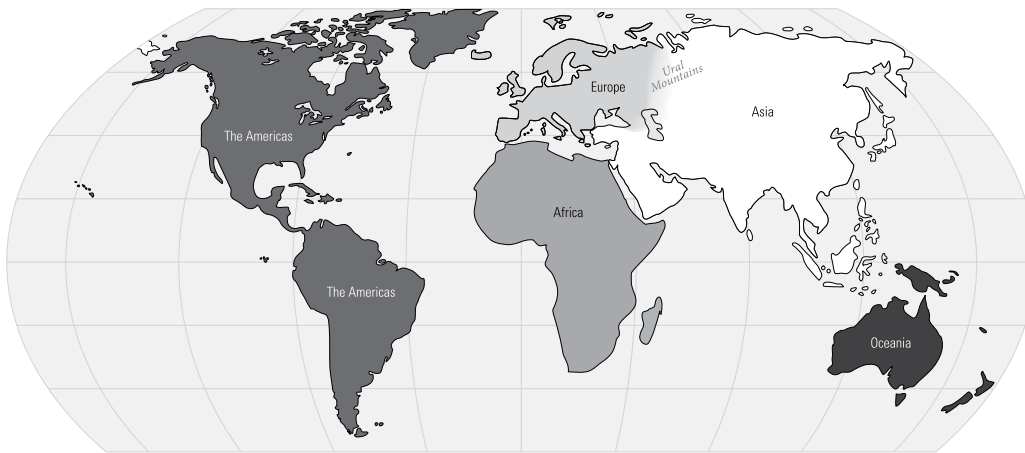 Ural
Mountains
Europe
Asia
The Americas
Africa
The Americas
Oceania